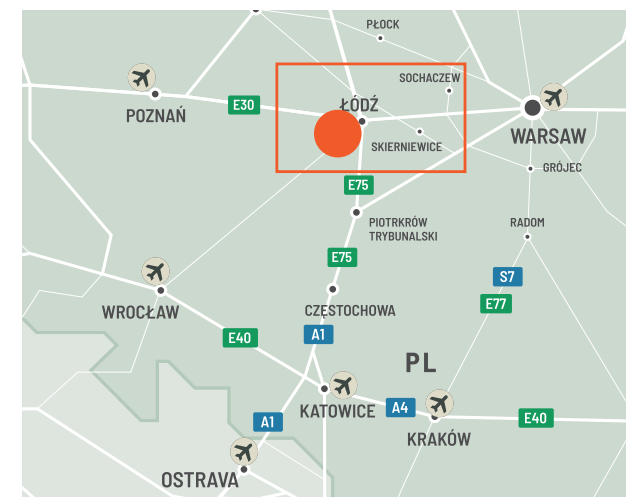 PŁOCK
SOCHACZEW
POZNAŃ
E30
ŁÓDŹ
WARSAW
SKIERNIEWICE
GRÓJEC
E75
PIOTRKRÓW
TRYBUNALSKI
RADOM
E75
S7
E77
WROCŁAW
CZĘSTOCHOWA
E40
A1
PL
KATOWICE
A4
E40
A1
KRAKÓW
OSTRAVA